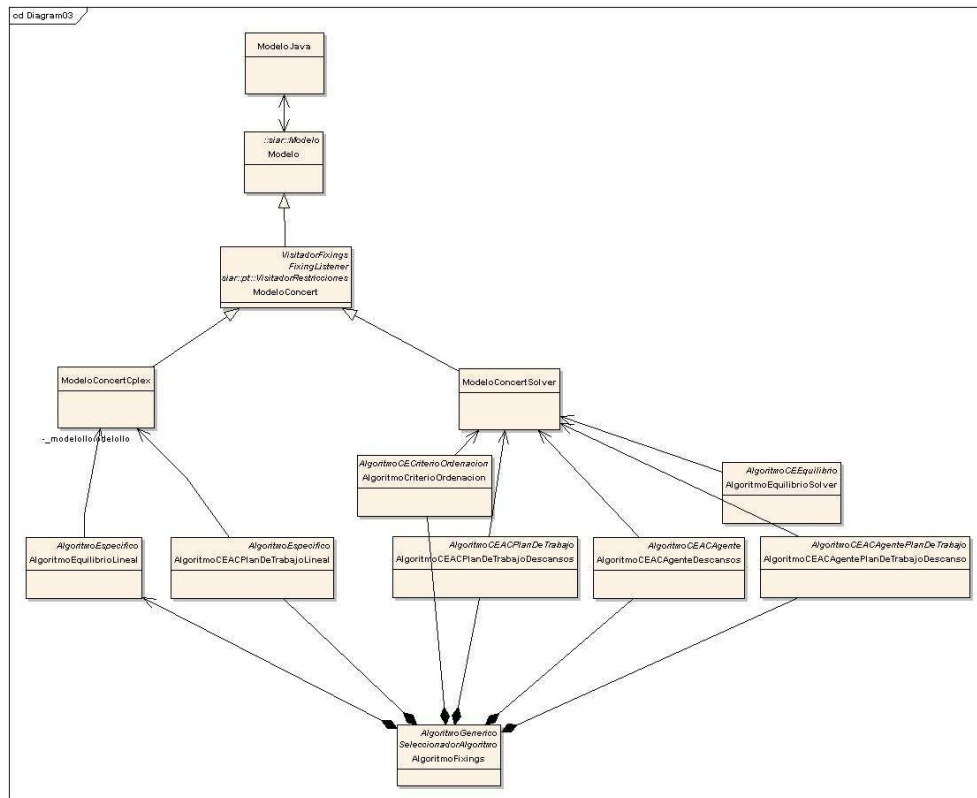 cd Diagram03
ModeloJava
::siar::Modelo
Modelo
VisitadorFixings
FixingListener
siar::pt::VisitadorRestricciones
ModeloConcert
ModeloConcertCplex
ModeloConcertSolver
AlgoritmoCECriterioOrdenacion
AlgoritmoCriterioOrdenacion
AlgoritmoCEEquilibrio
AlgoritmoEquilibrioSolver
AlgoritmoEspecifico
AlgoritmoEquilibrioLineal
AlgoritmoEspecifico
AlgoritmoCEACPlanDeTrabajoLineal
AlgoritmoCEACPlanDeTrabajo
AlgoritmoCEACPlanDeTrabajoDescansos
AlgoritmoCEACAgente
AlgoritmoCEACAgenteDescansos
AlgoritmoCEACAgentePlanDeTrabajo
AlgoritmoCEACAgentePlanDeTrabajoDescanso
AlgoritmoGenerico
SeleccionadorAlgoritmo
AlgoritmoFixings